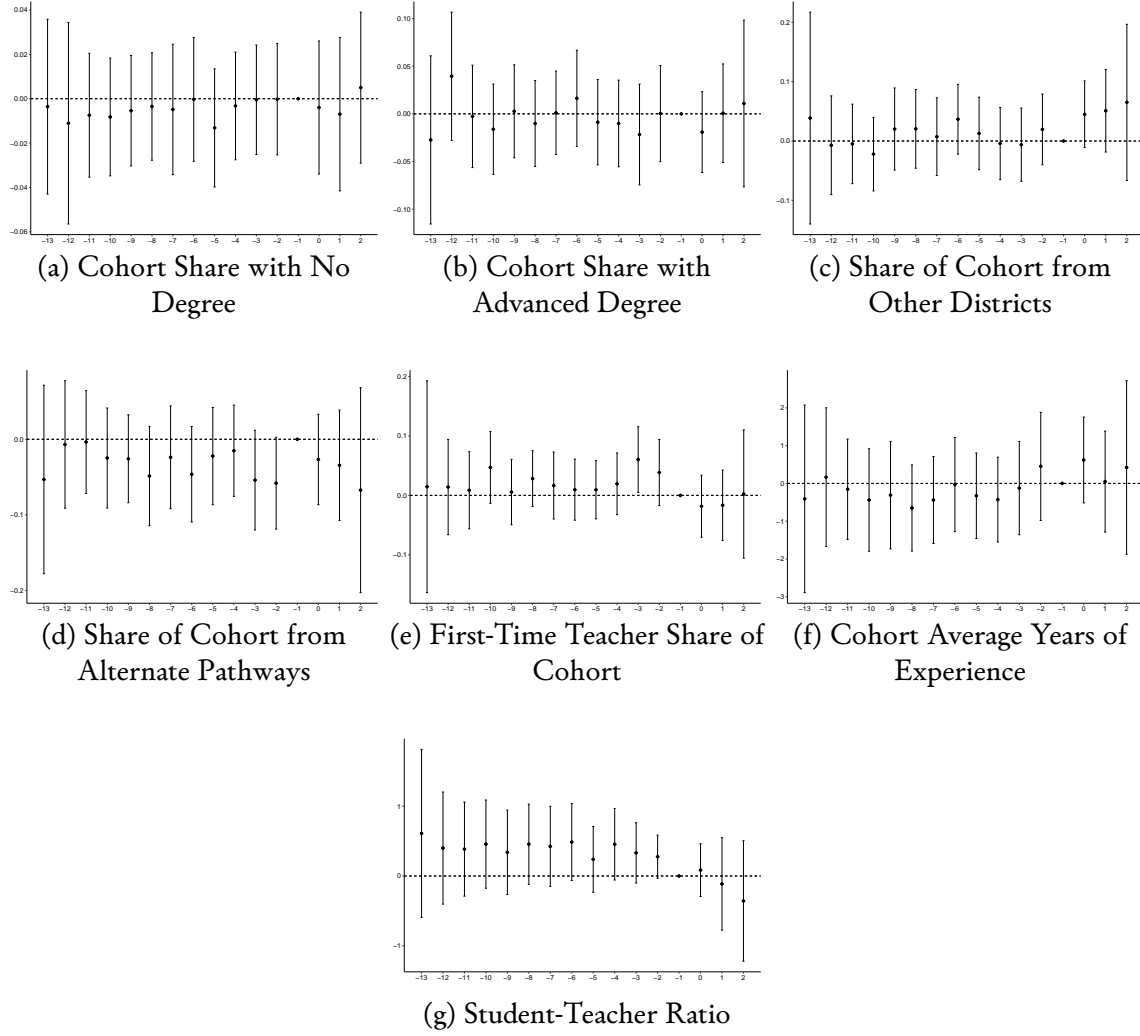 0.04
0.02
0.00
−0.02
−0.04
−0.06
−13 −12 −11 −10 −9 −8 −7 −6 −5 −4 −3 −2 −1 0 1 2
(a) Cohort Share with No
Degree
0.10
0.05
0.00
−0.05
−0.10
−13 −12 −11 −10 −9 −8 −7 −6 −5 −4 −3 −2 −1 0 1 2
(b) Cohort Share with
Advanced Degree
0.2
0.1
0.0
−0.1
−13 −12 −11 −10 −9 −8 −7 −6 −5 −4 −3 −2 −1 0 1 2
(c) Share of Cohort from
Other Districts
0.0
−0.1
−0.2
−13 −12 −11 −10 −9 −8 −7 −6 −5 −4 −3 −2 −1 0 1 2
(d) Share of Cohort from
Alternate Pathways
0.2
0.1
0.0
−0.1
−13 −12 −11 −10 −9 −8 −7 −6 −5 −4 −3 −2 −1 0 1 2
(e) First-Time Teacher Share of
Cohort
2
1
0
−1
−2
−3
−13 −12 −11 −10 −9 −8 −7 −6 −5 −4 −3 −2 −1 0 1 2
(f) Cohort Average Years of
Experience
1
0
−1
−13 −12 −11 −10 −9 −8 −7 −6 −5 −4 −3 −2 −1 0 1 2
(g) Student-Teacher Ratio